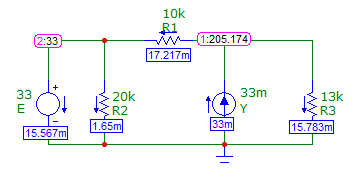 10k
R1
2:33
17.217m
1:205.174
33
E
+
-
15.567m
20k
R2
1.65m
33m
Y
33m
13k
R3
15.783m